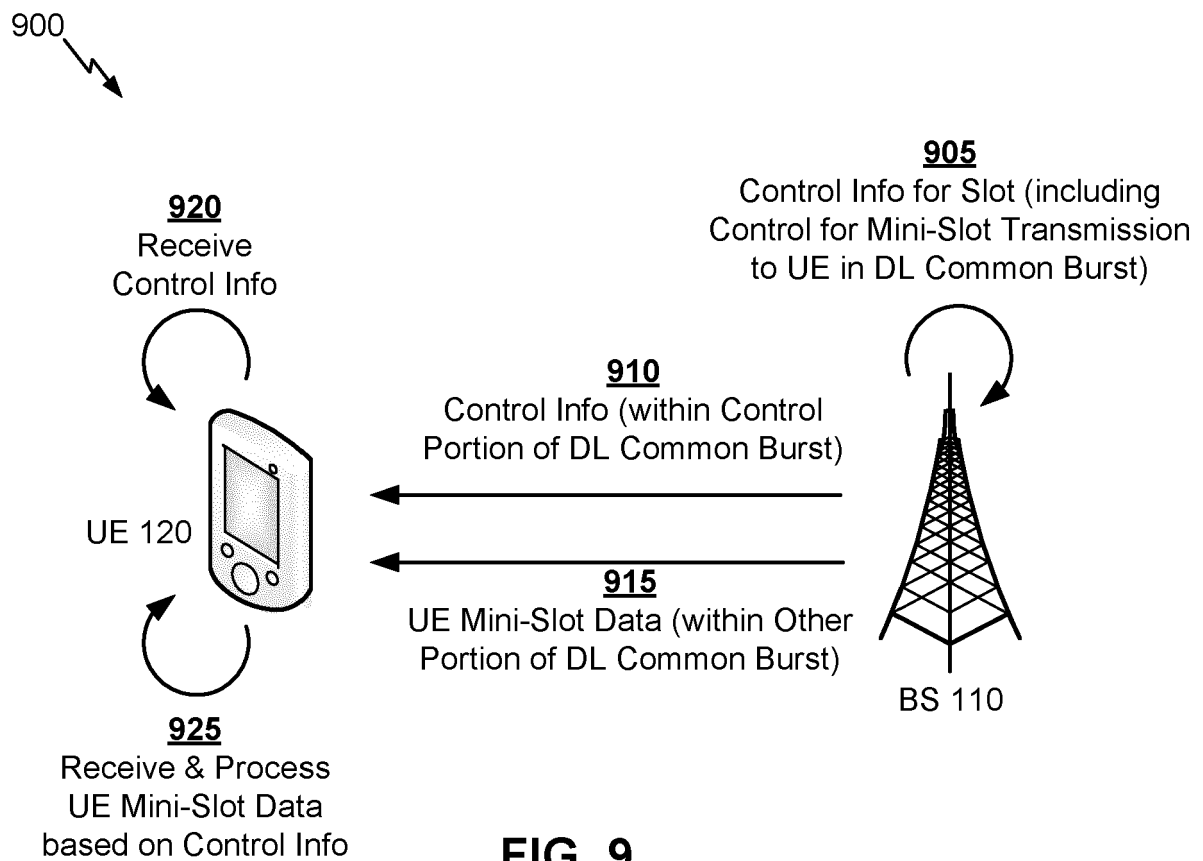 900
905
Control Info for Slot (including
Control for Mini-Slot Transmission
to UE in DL Common Burst)
920
Receive
Control Info
910
Control Info (within Control
Portion of DL Common Burst)
UE 120
915
UE Mini-Slot Data (within Other
Portion of DL Common Burst)
BS 110
925
Receive & Process
UE Mini-Slot Data
based on Control Info
FIG. 9